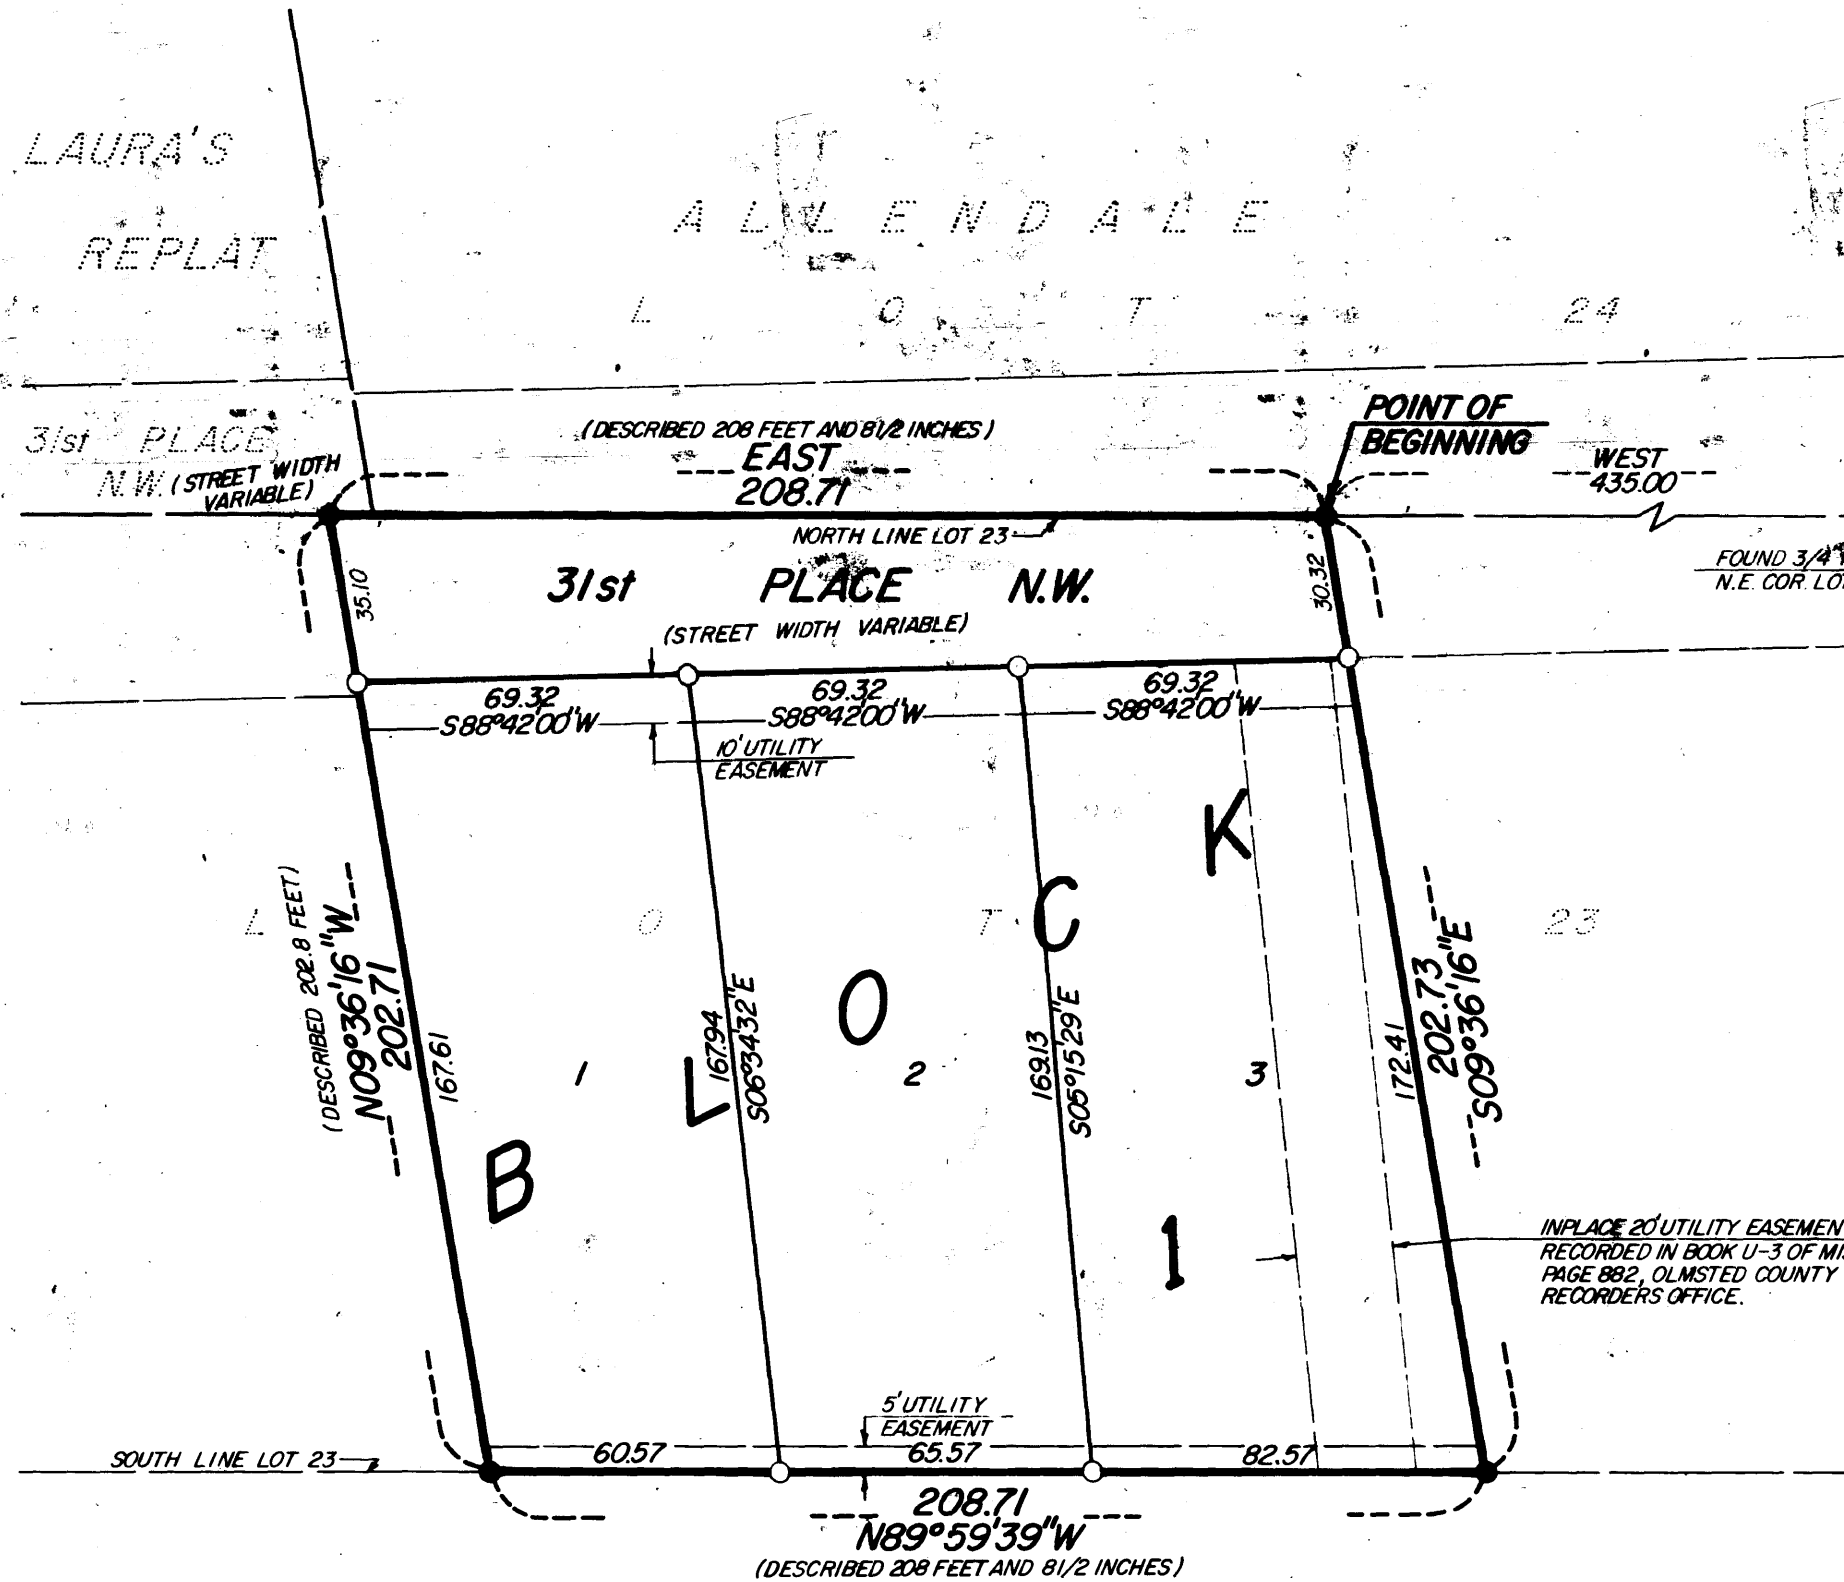 LAURA'S
REPLAT
ALLENDALE
LOT 24
31st PLACE
N.W. (STREET WIDTH
VARIABLE)
(DESCRIBED 208 FEET AND 8 1/2 INCHES)
EAST
208.71
POINT OF
BEGINNING
WEST
435.00
NORTH LINE LOT 23
FOUND 3/4"
N.E. COR. LO
35.10
31st PLACE N.W.
30.32
(STREET WIDTH VARIABLE)
69.32
S88°42'00"W
69.32
S88°42'00"W
69.32
S88°42'00"W
10' UTILITY
EASEMENT
BLOCK 1
LOT 23
(DESCRIBED 202.8 FEET)
N09°36'16"W
202.71
167.61
1
167.94
S06°34'32"E
2
169.13
S05°15'29"E
3
172.41
202.73
S09°36'16"E
INPLACE 20' UTILITY EASEMEN
RECORDED IN BOOK U-3 OF MIS
PAGE 882, OLMSTED COUNTY
RECORDERS OFFICE.
5' UTILITY
EASEMENT
SOUTH LINE LOT 23
60.57
65.57
82.57
208.71
N89°59'39"W
(DESCRIBED 208 FEET AND 8 1/2 INCHES)